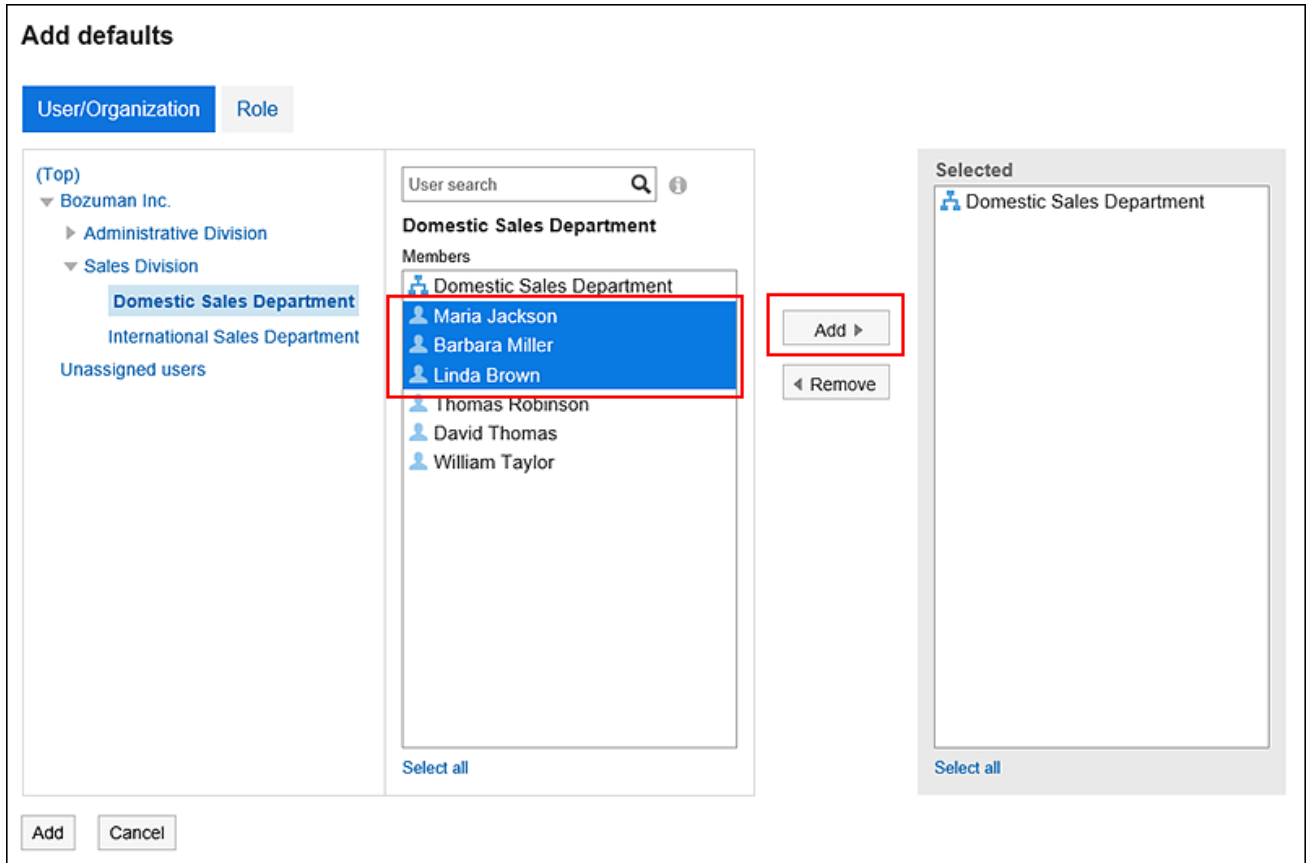 Add defaults
User/Organization
Role
(Top)
Bozuman Inc.
Administrative Division
Sales Division
Domestic Sales Department
International Sales Department
Unassigned users
User search
Domestic Sales Department
Members
Domestic Sales Department
Maria Jackson
Barbara Miller
Linda Brown
Thomas Robinson
David Thomas
William Taylor
Select all
Add
Remove
Selected
Domestic Sales Department
Select all
Add
Cancel